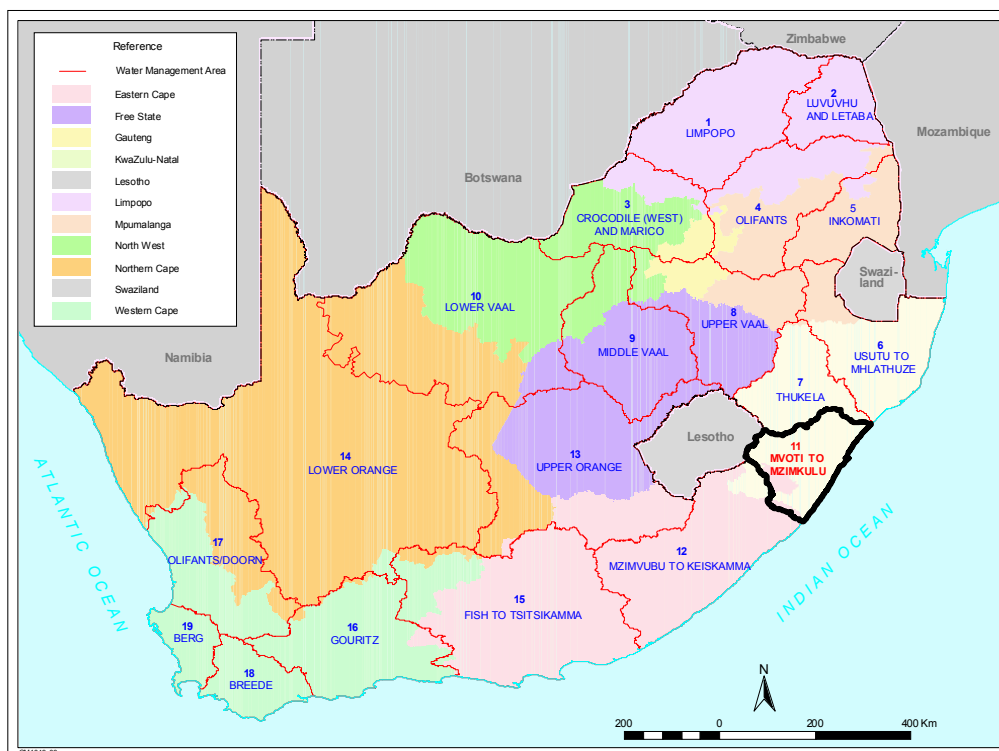 Reference
Water Management Area
Eastern Cape
Free State
Gauteng
KwaZulu-Natal
Lesotho
Limpopo
Mpumalanga
North West
Northern Cape
Swaziland
Western Cape
Zimbabwe
Mozambique
Botswana
Namibia
Swazi-
land
Lesotho
1
LIMPOPO
2
LUVUVHU
AND LETABA
3
CROCODILE (WEST)
AND MARICO
4
OLIFANTS
5
INKOMATI
6
USUTU TO
MHLATHUZE
7
THUKELA
8
UPPER VAAL
9
MIDDLE VAAL
10
LOWER VAAL
11
MVOTI TO
MZIMKULU
12
MZIMVUBU TO KEISKAMMA
13
UPPER ORANGE
14
LOWER ORANGE
15
FISH TO TSITSIKAMMA
16
GOURITZ
17
OLIFANTS/DOORN
18
BREEDE
19
BERG
ATLANTIC OCEAN
INDIAN OCEAN
N
200 0 200 400 Km